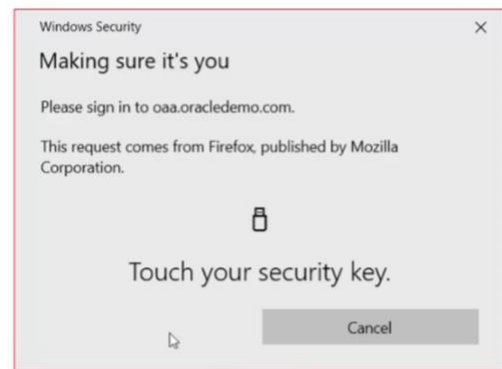 Windows Security
Making sure it's you
Please sign in to oaa.oracledemo.com.
This request comes from Firefox, published by Mozilla
Corporation.
Touch your security key.
Cancel